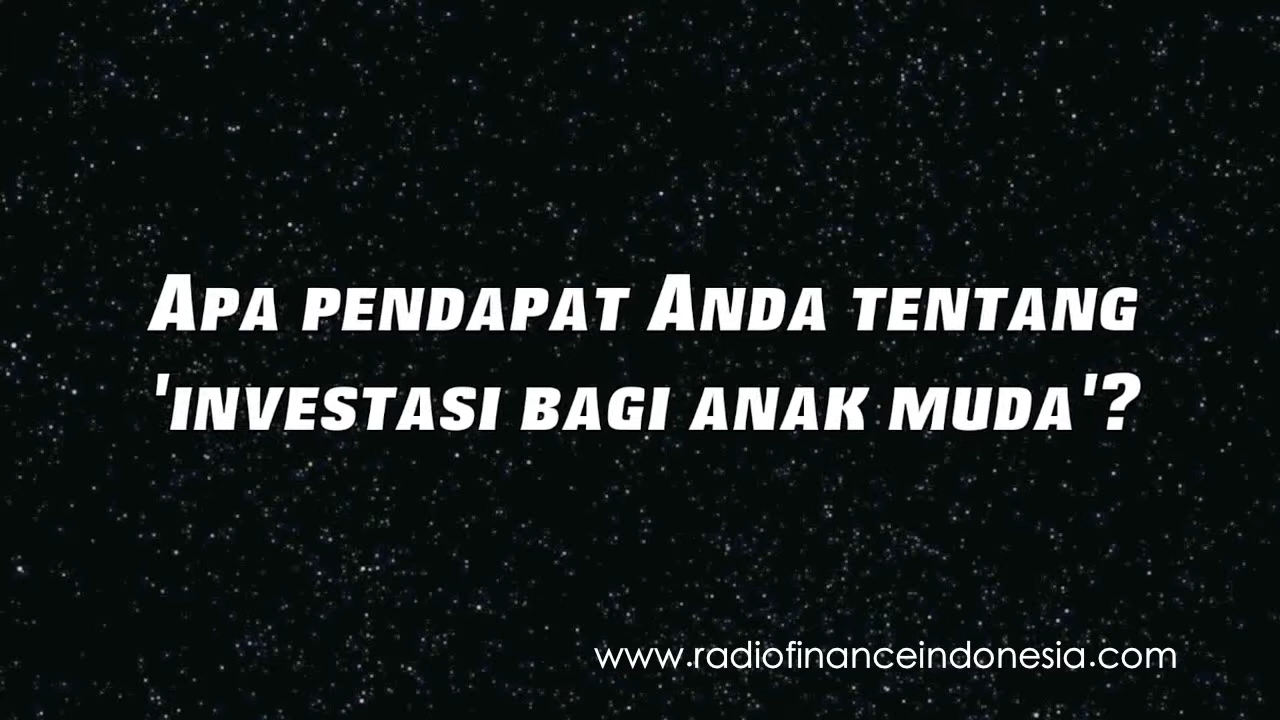 Apa pendapat Anda tentang
'investasi bagi anak muda'?
www.radiofinanceindonesia.com